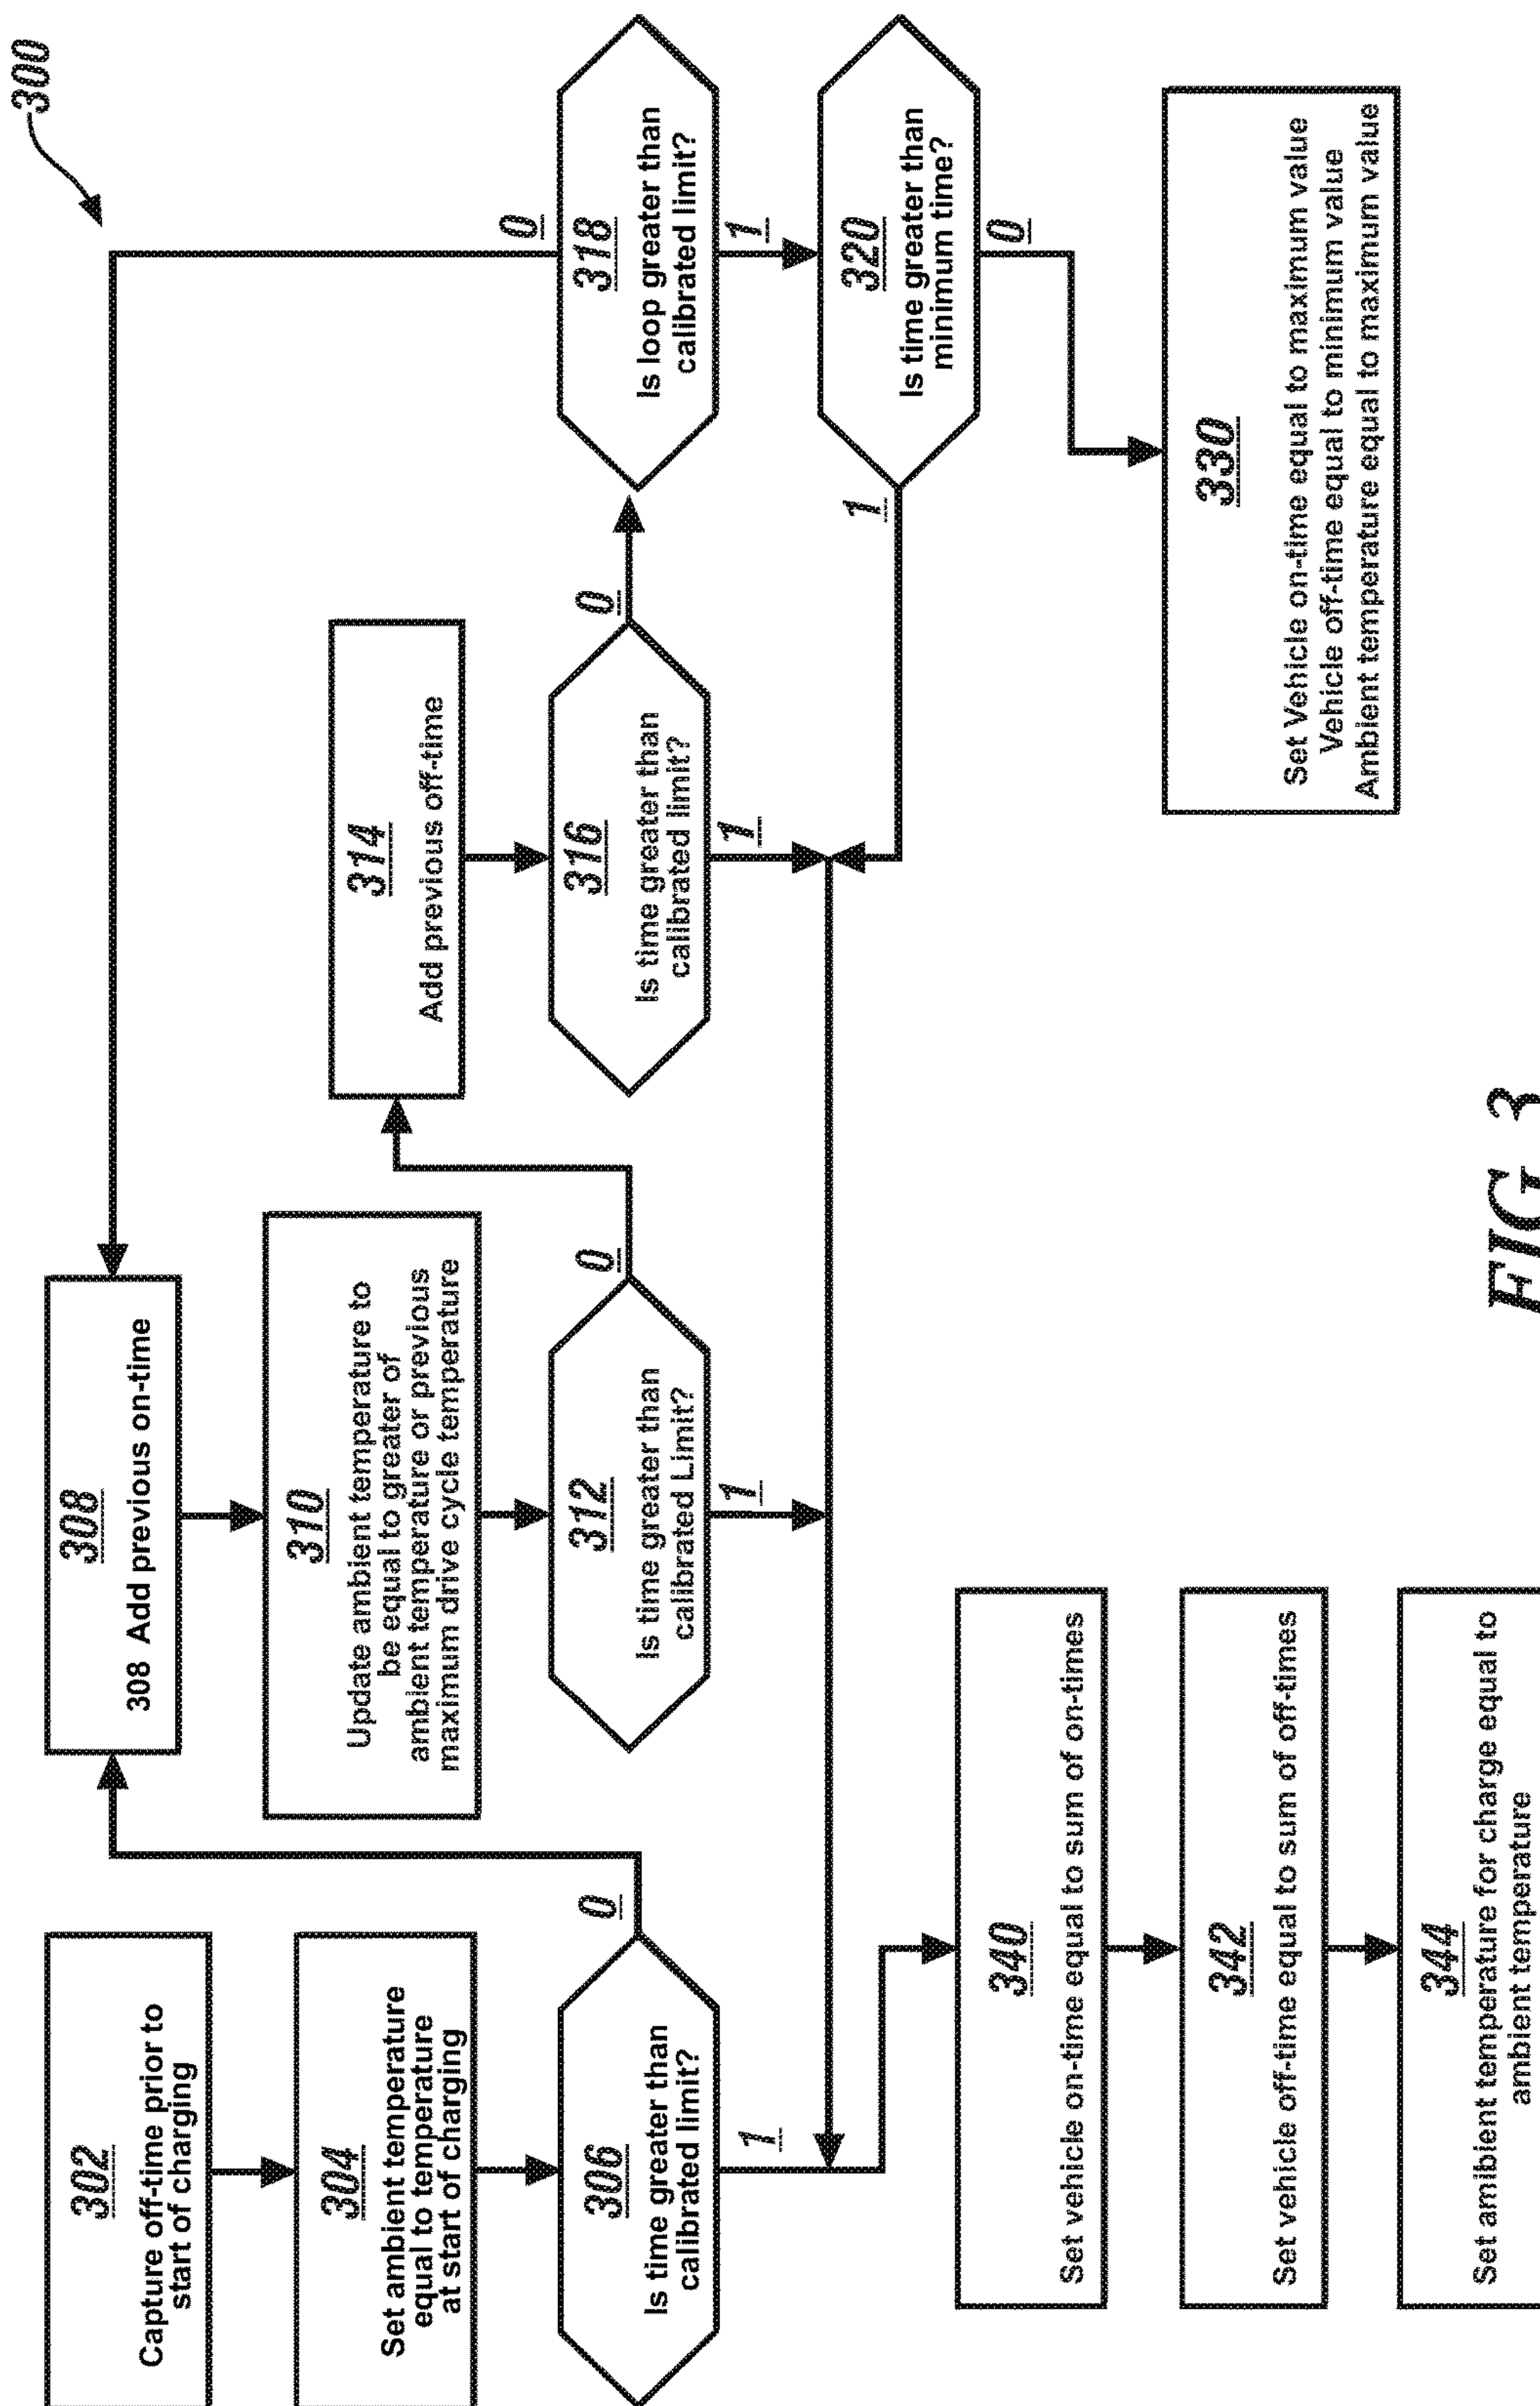 300
302
Capture off-time prior to
start of charging
304
Set ambient temperature
equal to temperature
at start of charging
306
Is time greater than
calibrated limit?
0
1
308
308 Add previous on-time
310
Update ambient temperature to
be equal to greater of
ambient temperature or previous
maximum drive cycle temperature
312
Is time greater than
calibrated Limit?
0
1
314
Add previous off-time
316
Is time greater than
calibrated limit?
0
1
318
Is loop greater than
calibrated limit?
0
1
320
Is time greater than
minimum time?
1
0
330
Set Vehicle on-time equal to maximum value
Vehicle off-time equal to minimum value
Ambient temperature equal to maximum value
340
Set vehicle on-time equal to sum of on-times
342
Set vehicle off-time equal to sum of off-times
344
Set amibient temperature for charge equal to
ambient temperature
FIG 3